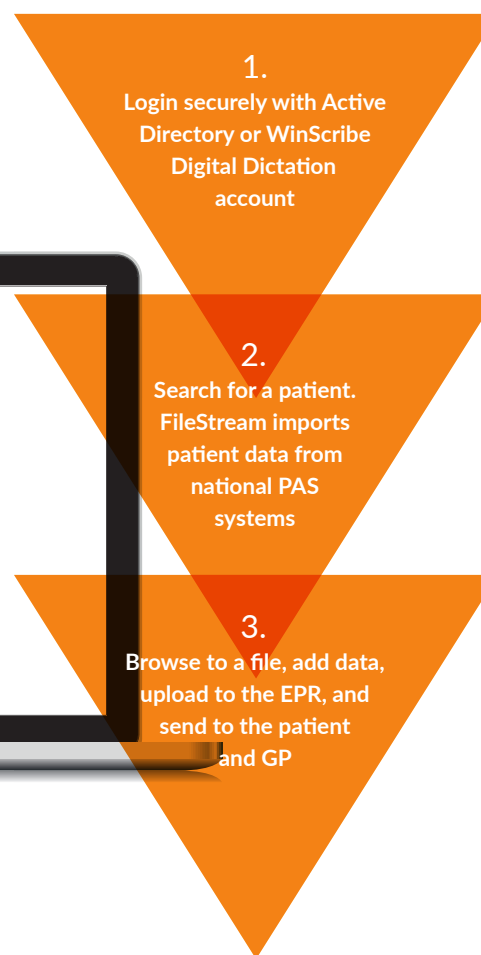 1.
Login securely with Active
Directory or WinScribe
Digital Dictation
account
2.
Search for a patient.
FileStream imports
patient data from
national PAS
systems
3.
Browse to a file, add data,
upload to the EPR, and
send to the patient
and GP